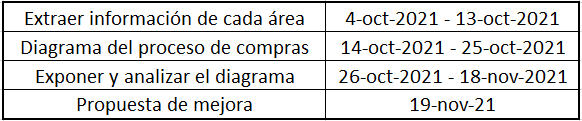 Extraer información de cada área 4-oct-2021 - 13-oct-2021
Diagrama del proceso de compras 14-oct-2021 - 25-oct-2021
Exponer y analizar el diagrama 26-oct-2021 - 18-nov-2021
Propuesta de mejora 19-nov-21